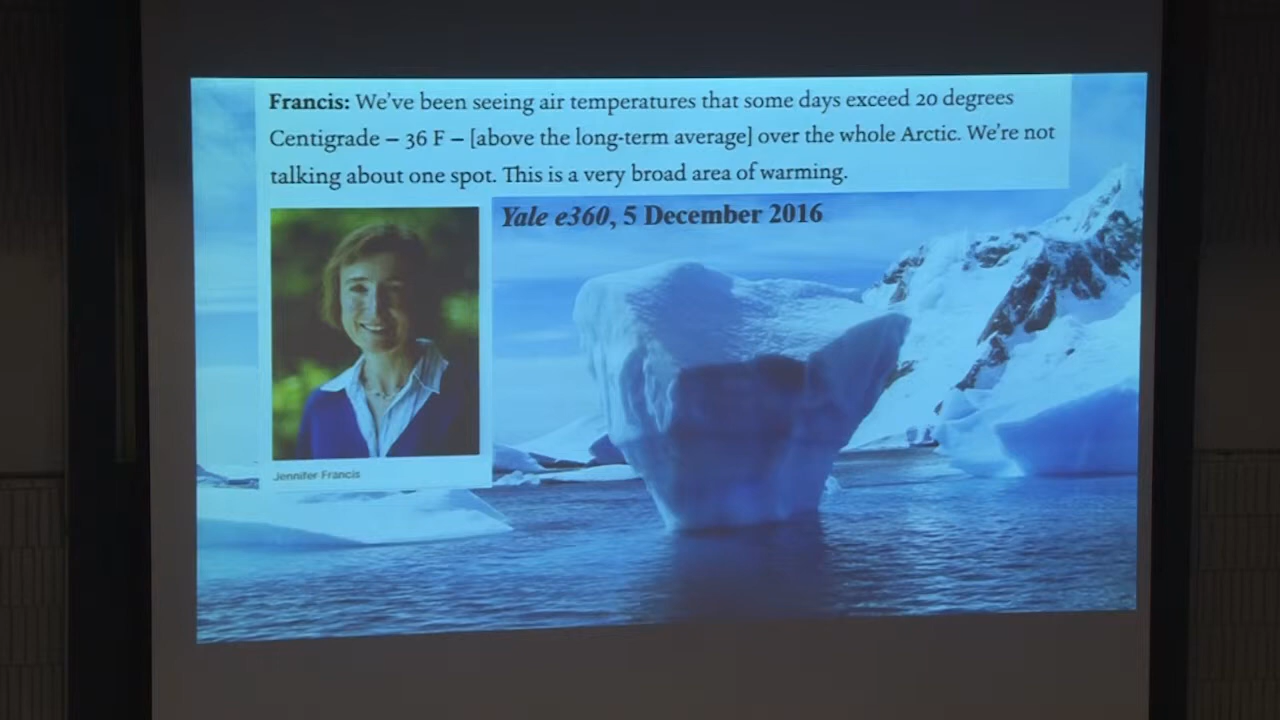 Francis: We've been seeing air temperatures that some days exceed 20 degrees
Centigrade – 36 F – [above the long-term average] over the whole Arctic. We're not
talking about one spot. This is a very broad area of warming.
Yale e360, 5 December 2016
Jennifer Francis